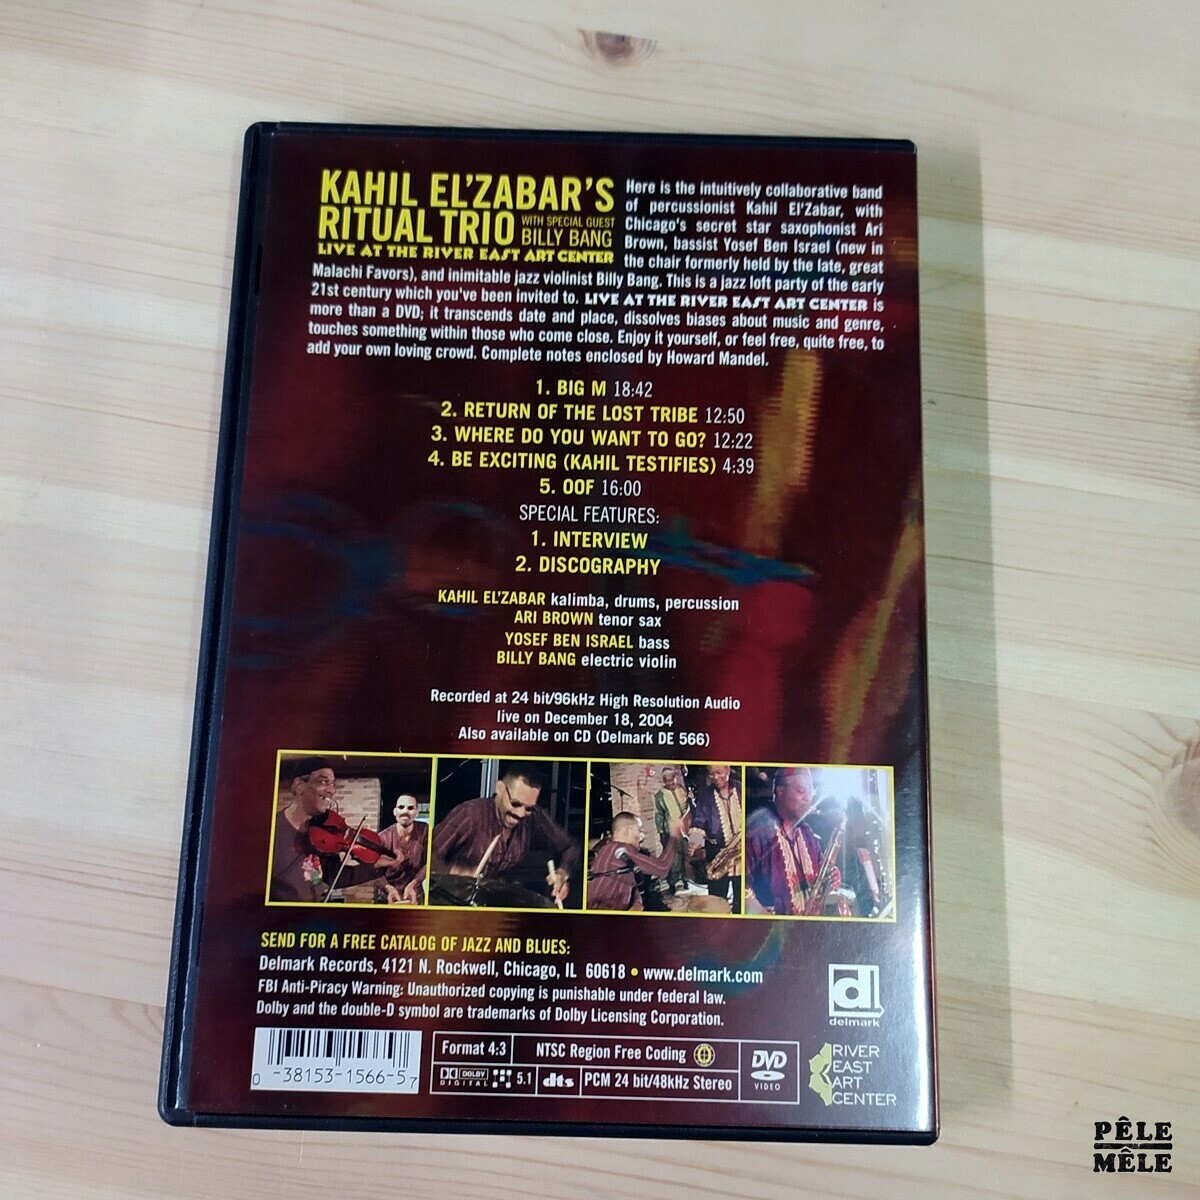 KAHIL EL'ZABAR'S
RITUAL TRIO WITH SPECIAL GUEST
BILLY BANG
LIVE AT THE RIVER EAST ART CENTER
Here is the intuitively collaborative band
of percussionist Kahil El'Zabar, with
Chicago's secret star saxophonist Ari
Brown, bassist Yosef Ben Israel (new in
the chair formerly held by the late, great
Malachi Favors), and inimitable jazz violinist Billy Bang. This is a jazz loft party of the early
21st century which you've been invited to. LIVE AT THE RIVER EAST ART CENTER is
more than a DVD; it transcends date and place, dissolves biases about music and genre,
touches something within those who come close. Enjoy it yourself, or feel free, quite free, to
add your own loving crowd. Complete notes enclosed by Howard Mandel.
1. BIG M 18:42
2. RETURN OF THE LOST TRIBE 12:50
3. WHERE DO YOU WANT TO GO? 12:22
4. BE EXCITING (KAHIL TESTIFIES) 4:39
5. OOF 16:00
SPECIAL FEATURES:
1. INTERVIEW
2. DISCOGRAPHY
KAHIL EL'ZABAR kalimba, drums, percussion
ARI BROWN tenor sax
YOSEF BEN ISRAEL bass
BILLY BANG electric violin
Recorded at 24 bit/96kHz High Resolution Audio
live on December 18, 2004
Also available on CD (Delmark DE 566)
SEND FOR A FREE CATALOG OF JAZZ AND BLUES:
Delmark Records, 4121 N. Rockwell, Chicago, IL 60618 • www.delmark.com
FBI Anti-Piracy Warning: Unauthorized copying is punishable under federal law.
Dolby and the double-D symbol are trademarks of Dolby Licensing Corporation.
d
delmark
0 -38153-1566-5 7
Format 4:3 NTSC Region Free Coding
DOLBY DIGITAL 5.1 dts PCM 24 bit/48kHz Stereo
DVD VIDEO
RIVER
EAST
ART
CENTER
PÊLE
MÊLE